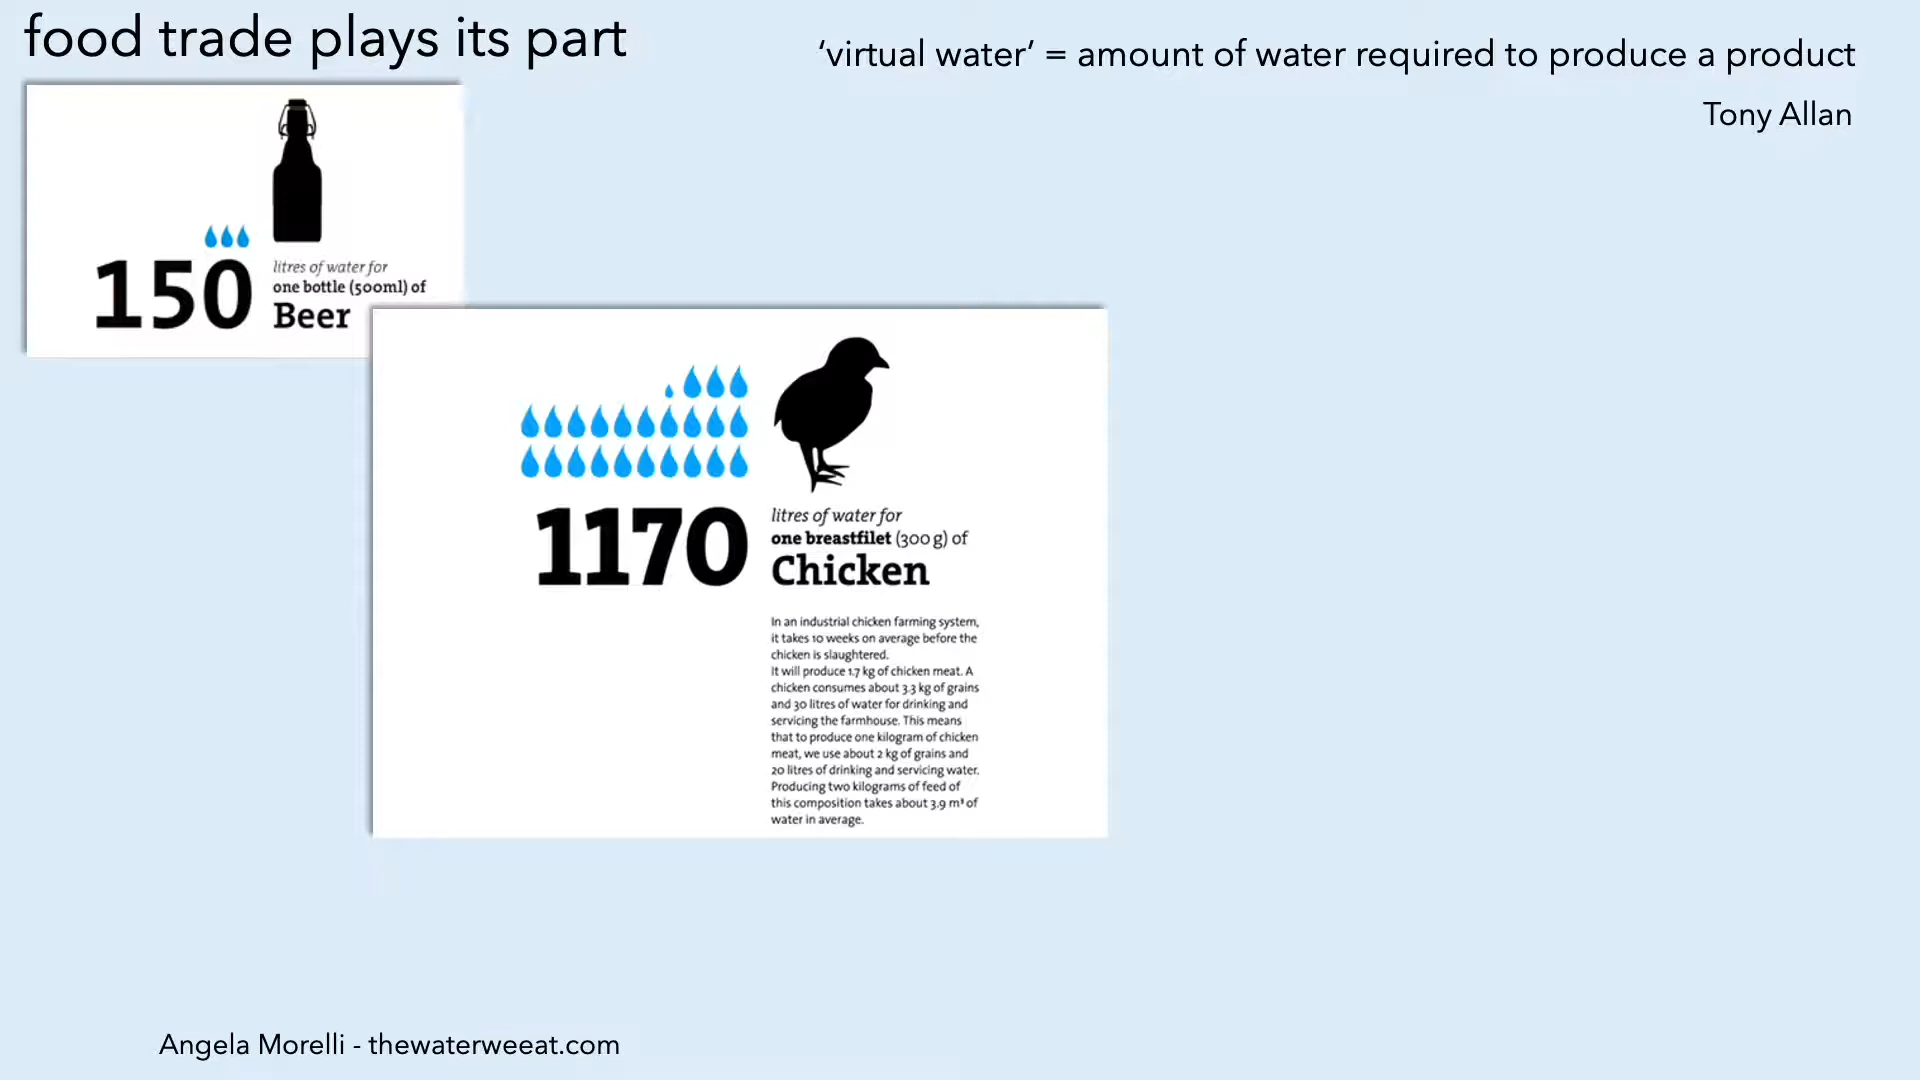 food trade plays its part
‘virtual water’ = amount of water required to produce a product
Tony Allan
150
litres of water for
one bottle (500ml) of
Beer
1170
litres of water for
one breastfilet (300 g) of
Chicken
In an industrial chicken farming system,
it takes 10 weeks on average before the
chicken is slaughtered.
It will produce 1.7 kg of chicken meat. A
chicken consumes about 3.3 kg of grains
and 30 litres of water for drinking and
servicing the farmhouse. This means
that to produce one kilogram of chicken
meat, we use about 2 kg of grains and
20 litres of drinking and servicing water.
Producing two kilograms of feed of
this composition takes about 3.9 m³ of
water in average.
Angela Morelli - thewaterweeat.com